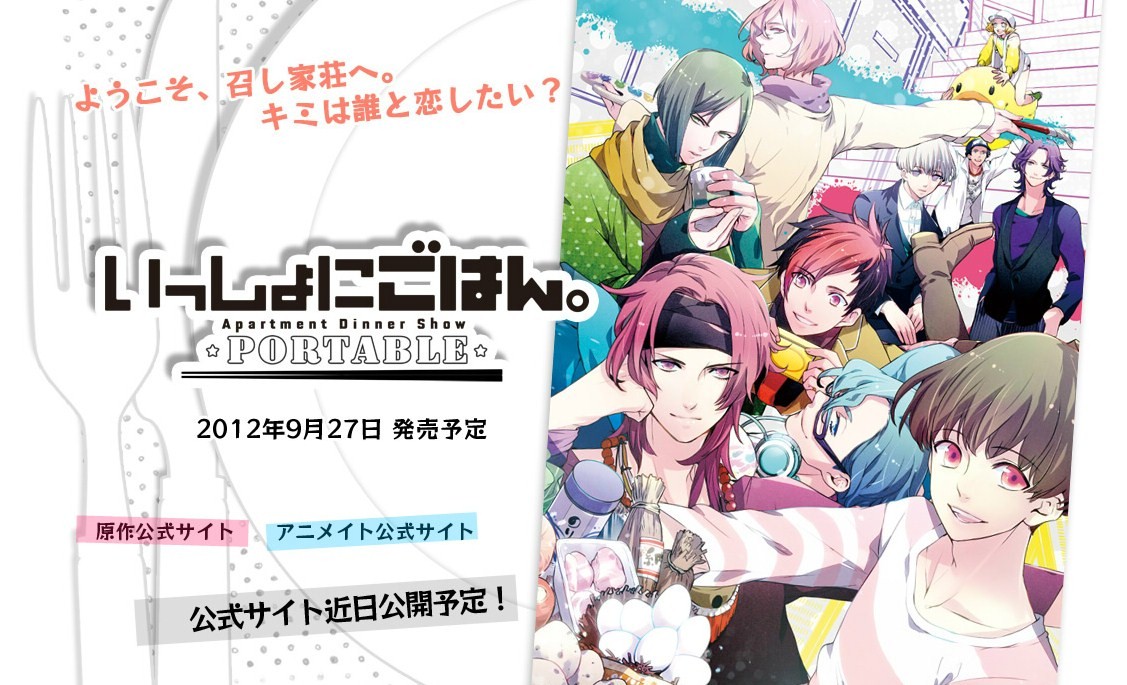 ようこそ、召し家荘へ。
キミは誰と恋したい？
いっしょにごはん。
Apartment Dinner Show
☆PORTABLE☆
2012年9月27日 発売予定
原作公式サイト
アニメイト公式サイト
公式サイト近日公開予定！